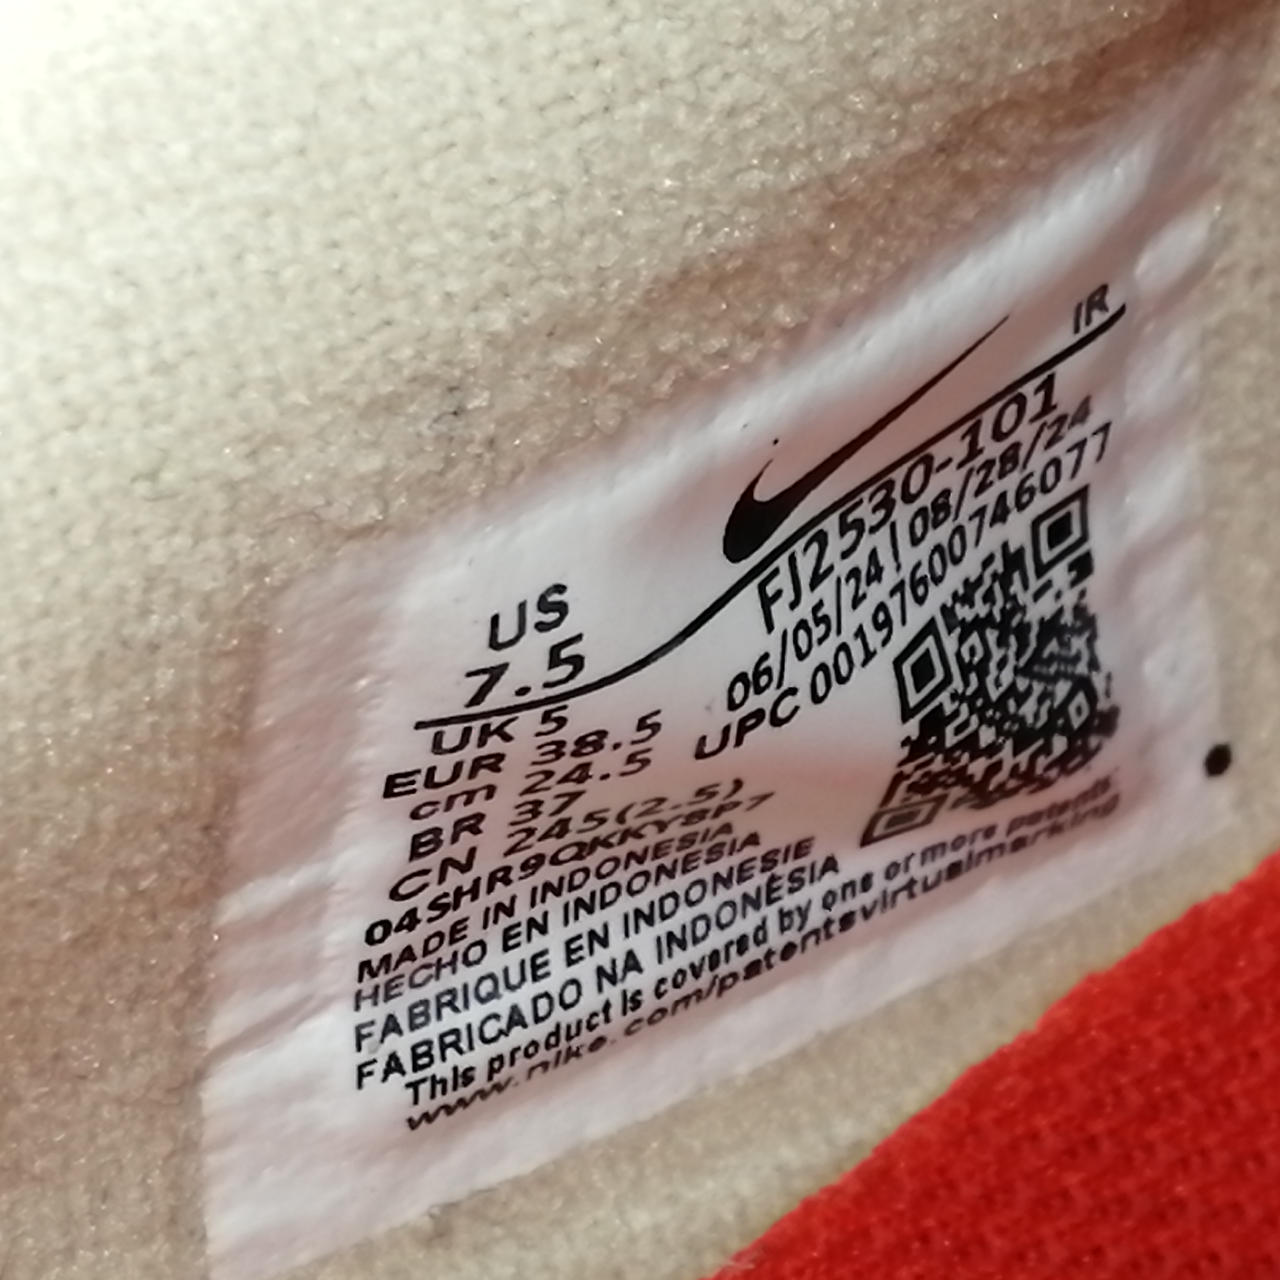 IR
US
7.5
UK 5
EUR 38.5
cm 24.5
BR 37
CN 245(2.5)
FJ2530-101
06/05/24 | 08/28/24
UPC 00197600746077
04SHR9QKKY8P7
MADE IN INDONESIA
HECHO EN INDONESIA
FABRIQUE EN INDONESIE
FABRICADO NA INDONÉSIA
This product is covered by one or more patents
www.nike.com/patentsvirtualmarking